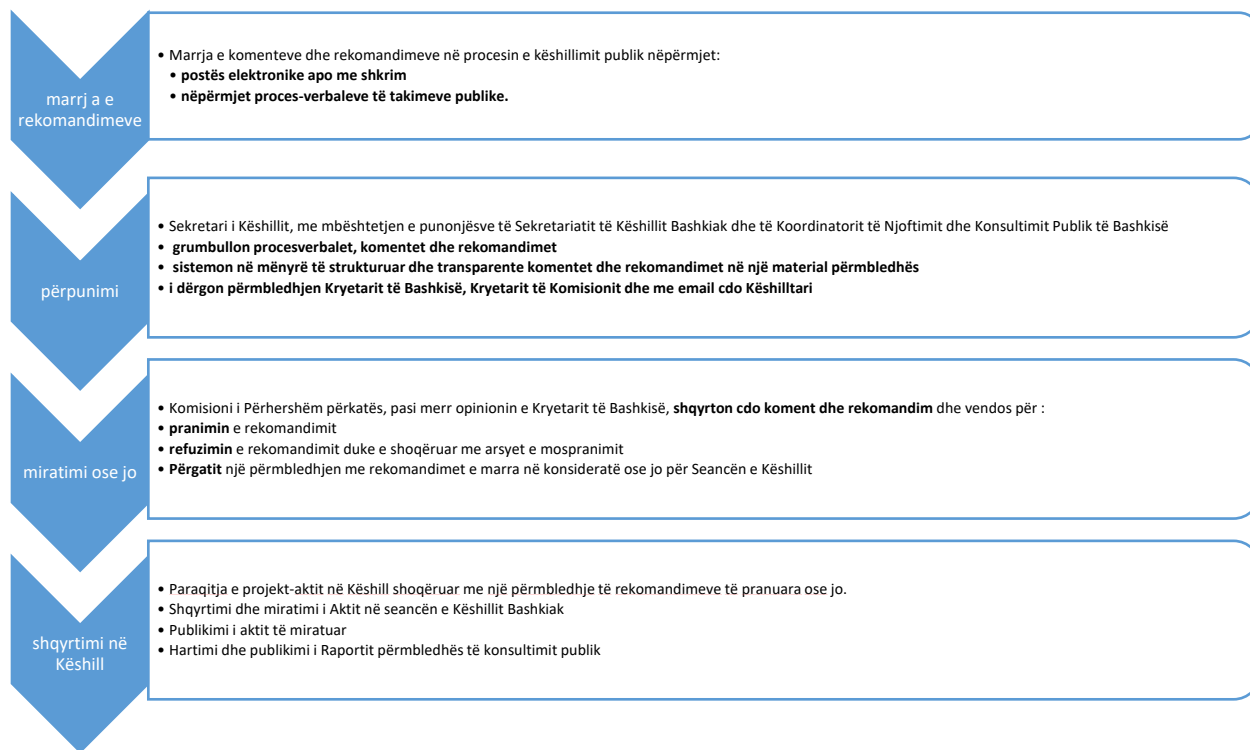 marrj a e
rekomandimeve
• Marrja e komenteve dhe rekomandimeve në procesin e këshillimit publik nëpërmjet:
• postës elektronike apo me shkrim
• nëpërmjet proces-verbaleve të takimeve publike.
përpunimi
• Sekretari i Këshillit, me mbështetjen e punonjësve të Sekretariatit të Këshillit Bashkiak dhe të Koordinatorit të Njoftimit dhe Konsultimit Publik të Bashkisë
• grumbullon procesverbalet, komentet dhe rekomandimet
• sistemon në mënyrë të strukturuar dhe transparente komentet dhe rekomandimet në një material përmbledhës
• i dërgon përmbledhjen Kryetarit të Bashkisë, Kryetarit të Komisionit dhe me email cdo Këshilltari
miratimi ose jo
• Komisioni i Përhershëm përkatës, pasi merr opinionin e Kryetarit të Bashkisë, shqyrton cdo koment dhe rekomandim dhe vendos për :
• pranimin e rekomandimit
• refuzimin e rekomandimit duke e shoqëruar me arsyet e mospranimit
• Përgatit një përmbledhjen me rekomandimet e marra në konsideratë ose jo për Seancën e Këshillit
shqyrtimi në
Këshill
• Paraqitja e projekt-aktit në Këshill shoqëruar me një përmbledhje të rekomandimeve të pranuara ose jo.
• Shqyrtimi dhe miratimi i Aktit në seancën e Këshillit Bashkiak
• Publikimi i aktit të miratuar
• Hartimi dhe publikimi i Raportit përmbledhës të konsultimit publik